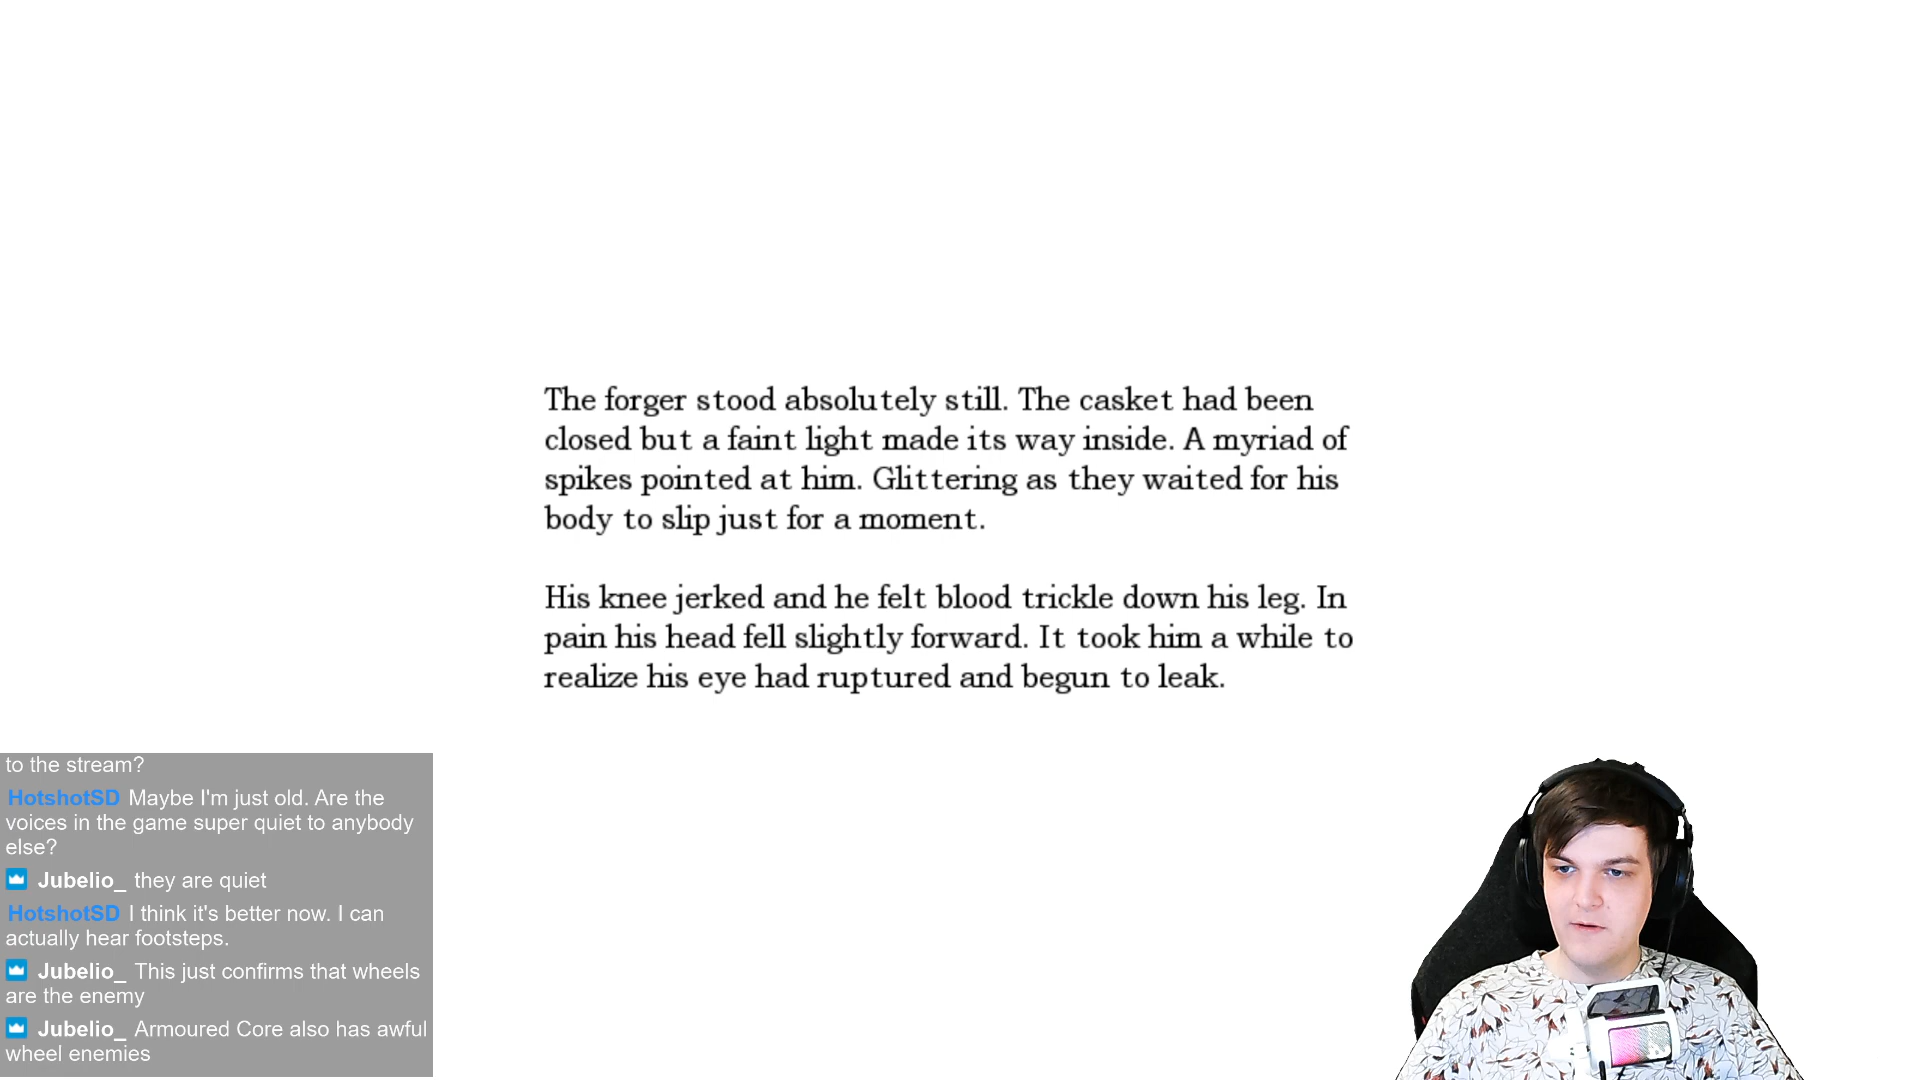 The forger stood absolutely still. The casket had been
closed but a faint light made its way inside. A myriad of
spikes pointed at him. Glittering as they waited for his
body to slip just for a moment.
His knee jerked and he felt blood trickle down his leg. In
pain his head fell slightly forward. It took him a while to
realize his eye had ruptured and begun to leak.
to the stream?
HotshotSD Maybe I'm just old. Are the
voices in the game super quiet to anybody
else?
Jubelio_ they are quiet
HotshotSD I think it's better now. I can
actually hear footsteps.
Jubelio_ This just confirms that wheels
are the enemy
Jubelio_ Armoured Core also has awful
wheel enemies